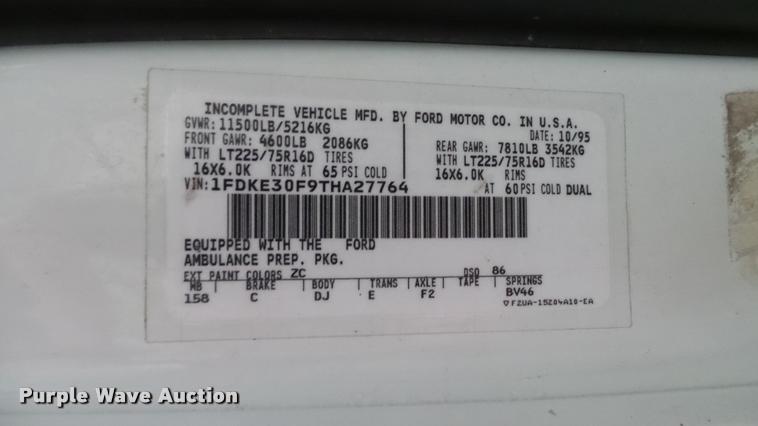 INCOMPLETE VEHICLE MFD. BY FORD MOTOR CO. IN U.S.A.
GVWR: 11500LB/5216KG DATE: 10/95
FRONT GAWR: 4600LB 2086KG REAR GAWR: 7810LB 3542KG
WITH LT225/75R16D TIRES WITH LT225/75R16D TIRES
16X6.0K RIMS AT 65 PSI COLD 16X6.0K RIMS
VIN: 1FDKE30F9THA27764 AT 60 PSI COLD DUAL
EQUIPPED WITH THE FORD
AMBULANCE PREP. PKG.
EXT PAINT COLORS ZC DSO 86
WB BRAKE BODY TRANS AXLE TAPE SPRINGS
158 C DJ E F2 BV46
F2UA-15204A10-EA
Purple Wave Auction